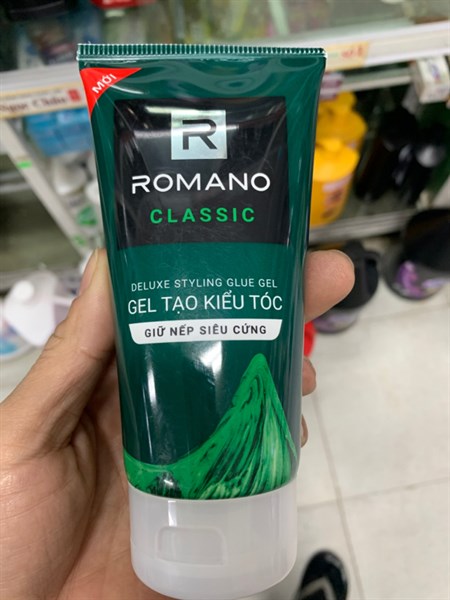 MỚI
R
ROMANO
CLASSIC
DELUXE STYLING GLUE GEL
GEL TẠO KIỂU TÓC
GIỮ NẾP SIÊU CỨNG